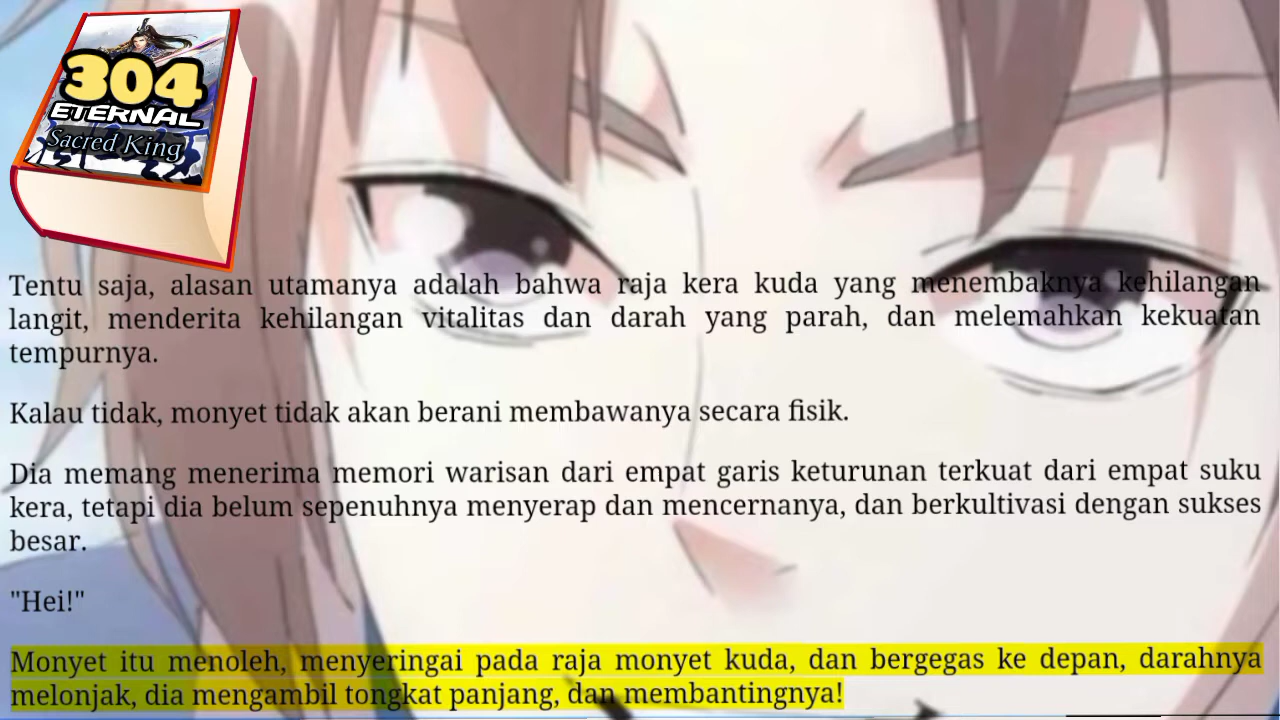 304
ETERNAL
Sacred King
Tentu saja, alasan utamanya adalah bahwa raja kera kuda yang menembaknya kehilangan
langit, menderita kehilangan vitalitas dan darah yang parah, dan melemahkan kekuatan
tempurnya.
Kalau tidak, monyet tidak akan berani membawanya secara fisik.
Dia memang menerima memori warisan dari empat garis keturunan terkuat dari empat suku
kera, tetapi dia belum sepenuhnya menyerap dan mencernanya, dan berkultivasi dengan sukses
besar.
"Hei!"
Monyet itu menoleh, menyeringai pada raja monyet kuda, dan bergegas ke depan, darahnya
melonjak, dia mengambil tongkat panjang, dan membantingnya!